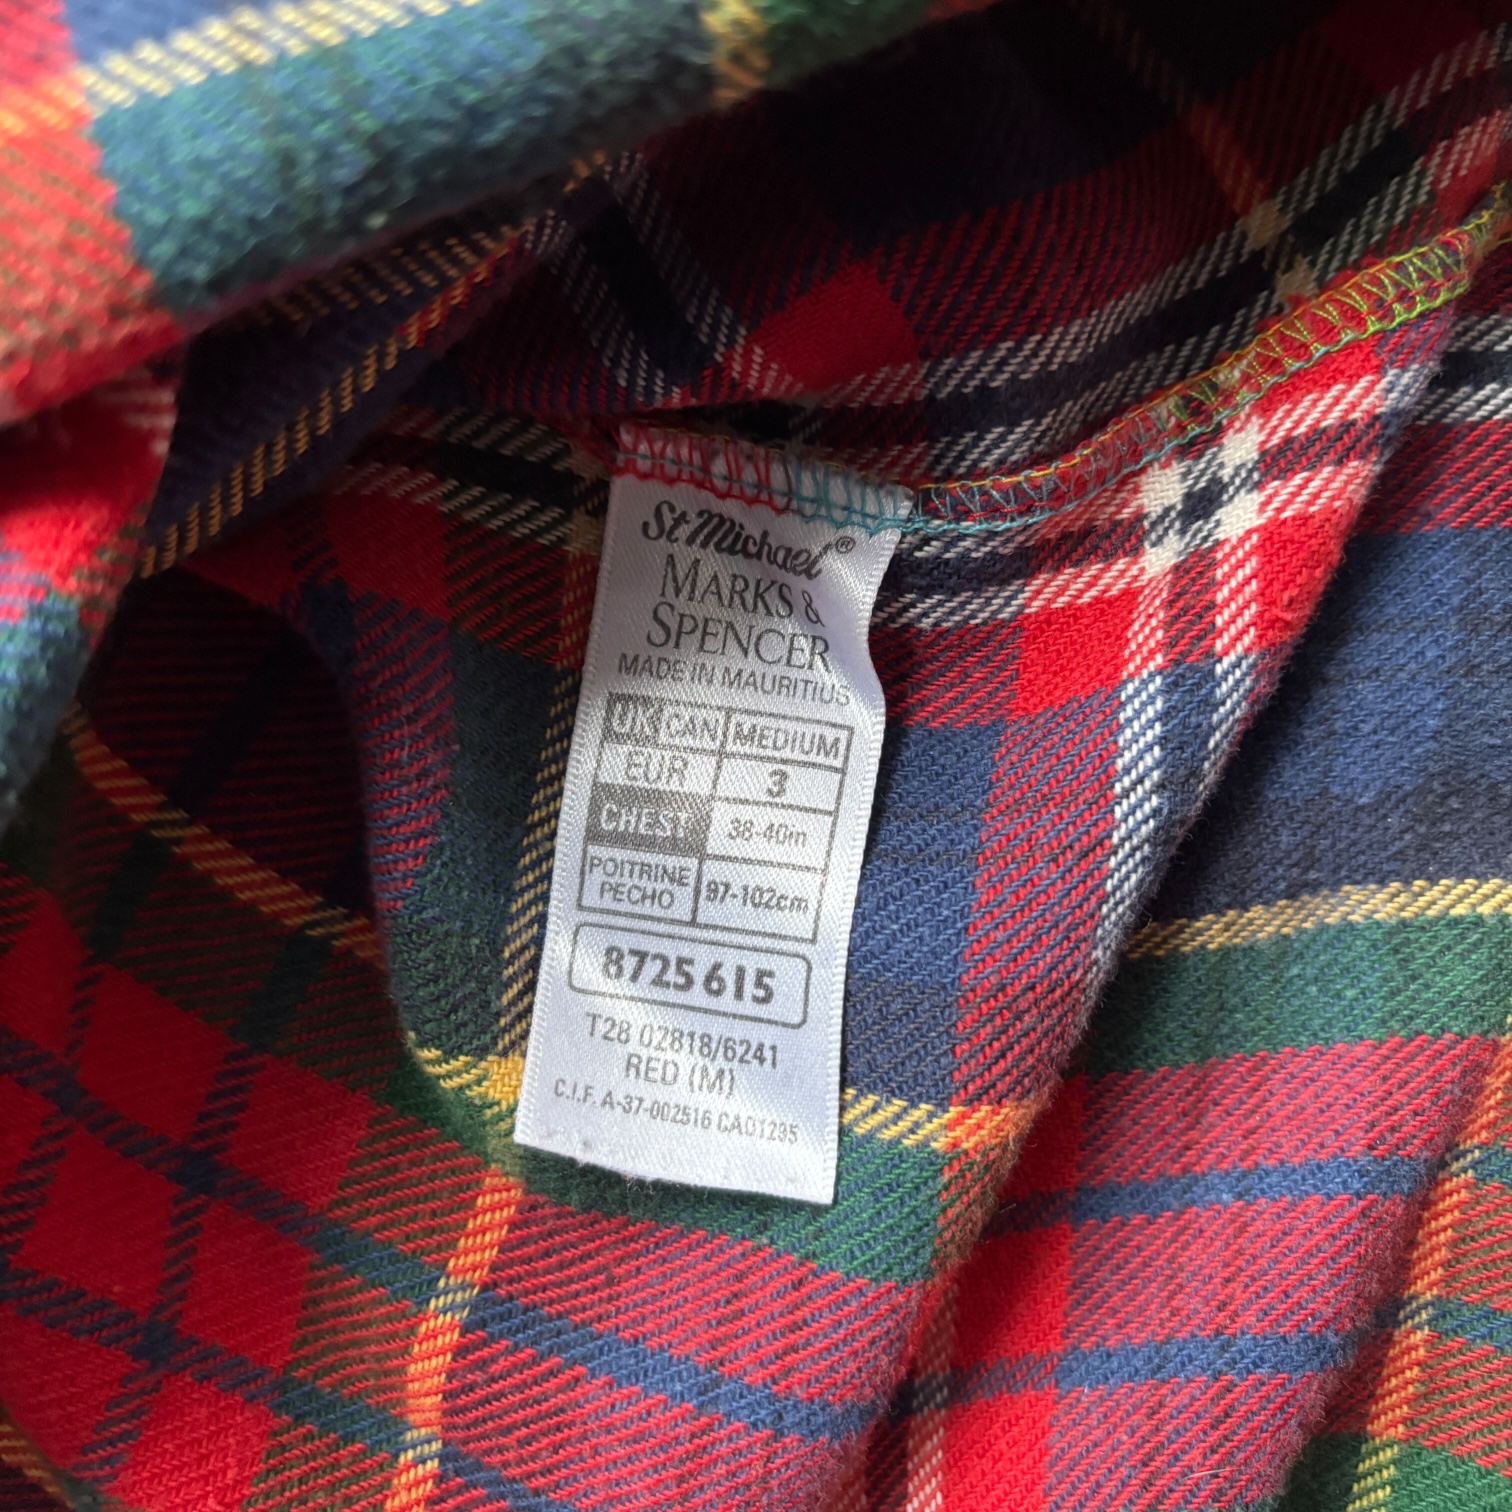 St Michael®
MARKS &
SPENCER
MADE IN MAURITIUS
UK CAN MEDIUM
EUR 3
CHEST 38-40in
POITRINE
PECHO 97-102cm
8725615
T28 02818/6241
RED (M)
C.I.F. A-37-002516 CA01295